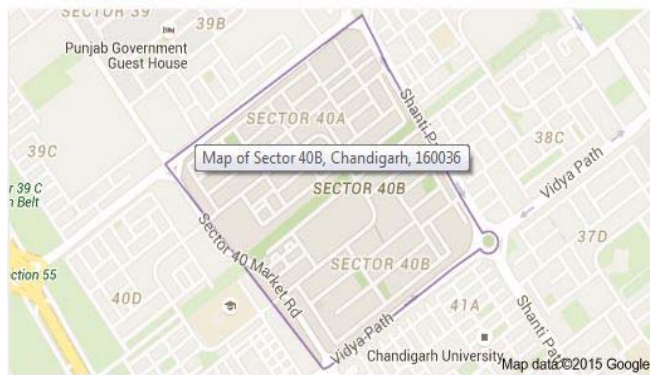 SECTOR 39
39B
Punjab Government
Guest House
SECTOR 40A
Shanti Pa
38C
39C
Map of Sector 40B, Chandigarh, 160036
Vidya Path
r 39 C
n Belt
SECTOR 40B
Sector 40 Market Rd
37D
SECTOR 40B
ction 55
40D
41A
Shanti Pat
Vidya Path
Chandigarh University
Map data ©2015 Google